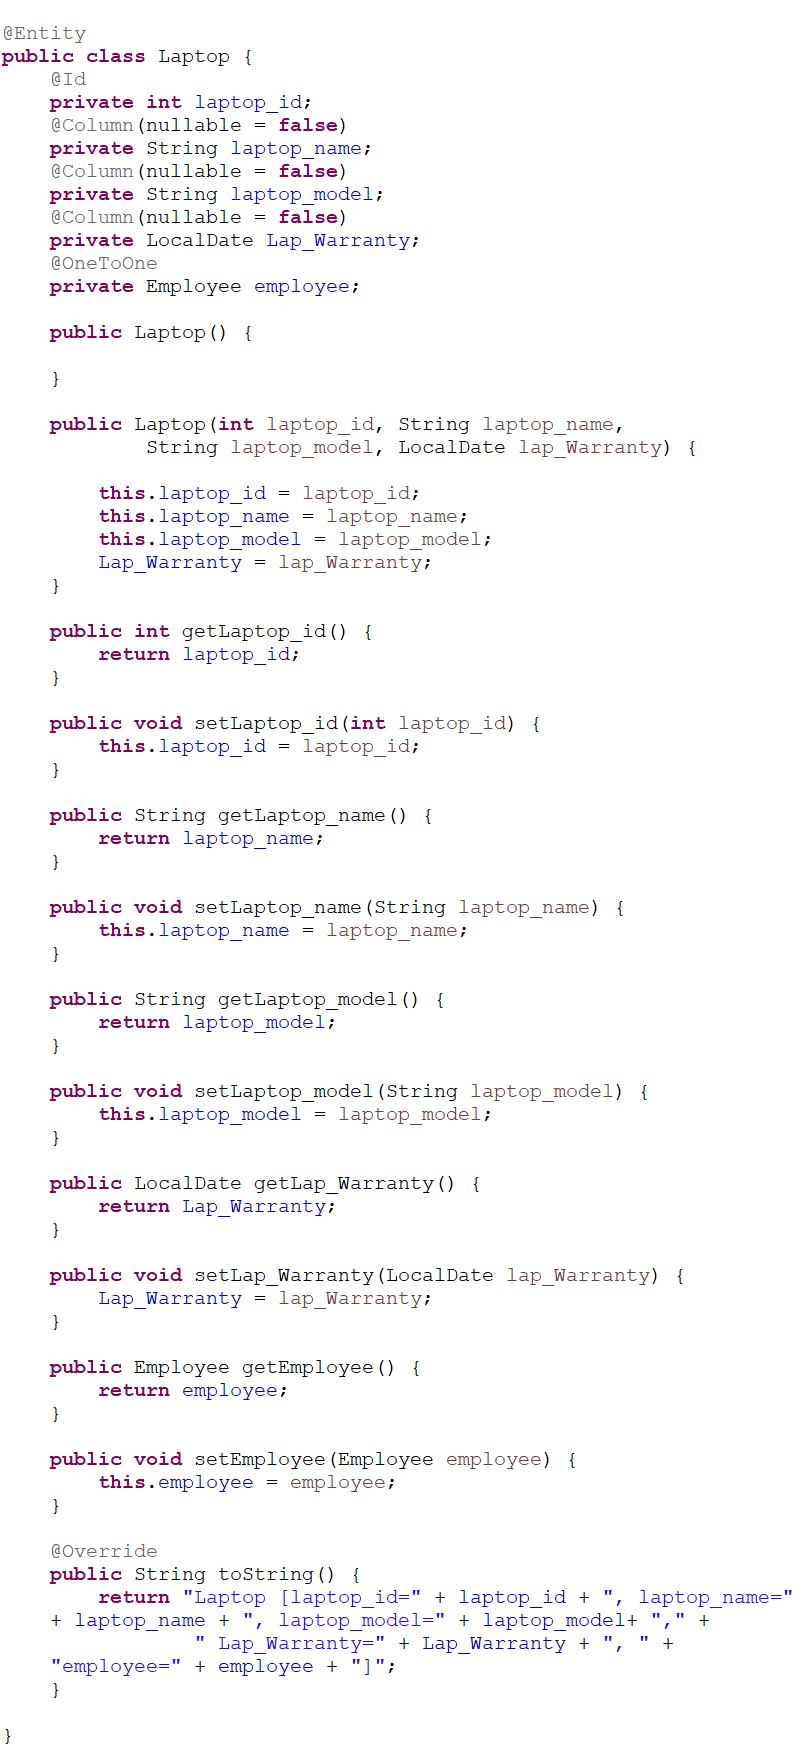 @Entity
public class Laptop {
    @Id
    private int laptop_id;
    @Column(nullable = false)
    private String laptop_name;
    @Column(nullable = false)
    private String laptop_model;
    @Column(nullable = false)
    private LocalDate Lap_Warranty;
    @OneToOne
    private Employee employee;

    public Laptop() {

    }

    public Laptop(int laptop_id, String laptop_name,
            String laptop_model, LocalDate lap_Warranty) {

        this.laptop_id = laptop_id;
        this.laptop_name = laptop_name;
        this.laptop_model = laptop_model;
        Lap_Warranty = lap_Warranty;
    }

    public int getLaptop_id() {
        return laptop_id;
    }

    public void setLaptop_id(int laptop_id) {
        this.laptop_id = laptop_id;
    }

    public String getLaptop_name() {
        return laptop_name;
    }

    public void setLaptop_name(String laptop_name) {
        this.laptop_name = laptop_name;
    }

    public String getLaptop_model() {
        return laptop_model;
    }

    public void setLaptop_model(String laptop_model) {
        this.laptop_model = laptop_model;
    }

    public LocalDate getLap_Warranty() {
        return Lap_Warranty;
    }

    public void setLap_Warranty(LocalDate lap_Warranty) {
        Lap_Warranty = lap_Warranty;
    }

    public Employee getEmployee() {
        return employee;
    }

    public void setEmployee(Employee employee) {
        this.employee = employee;
    }

    @Override
    public String toString() {
        return "Laptop [laptop_id=" + laptop_id + ", laptop_name="
    + laptop_name + ", laptop_model=" + laptop_model+ "," +
                " Lap_Warranty=" + Lap_Warranty + ", " +
    "employee=" + employee + "]";
    }

}